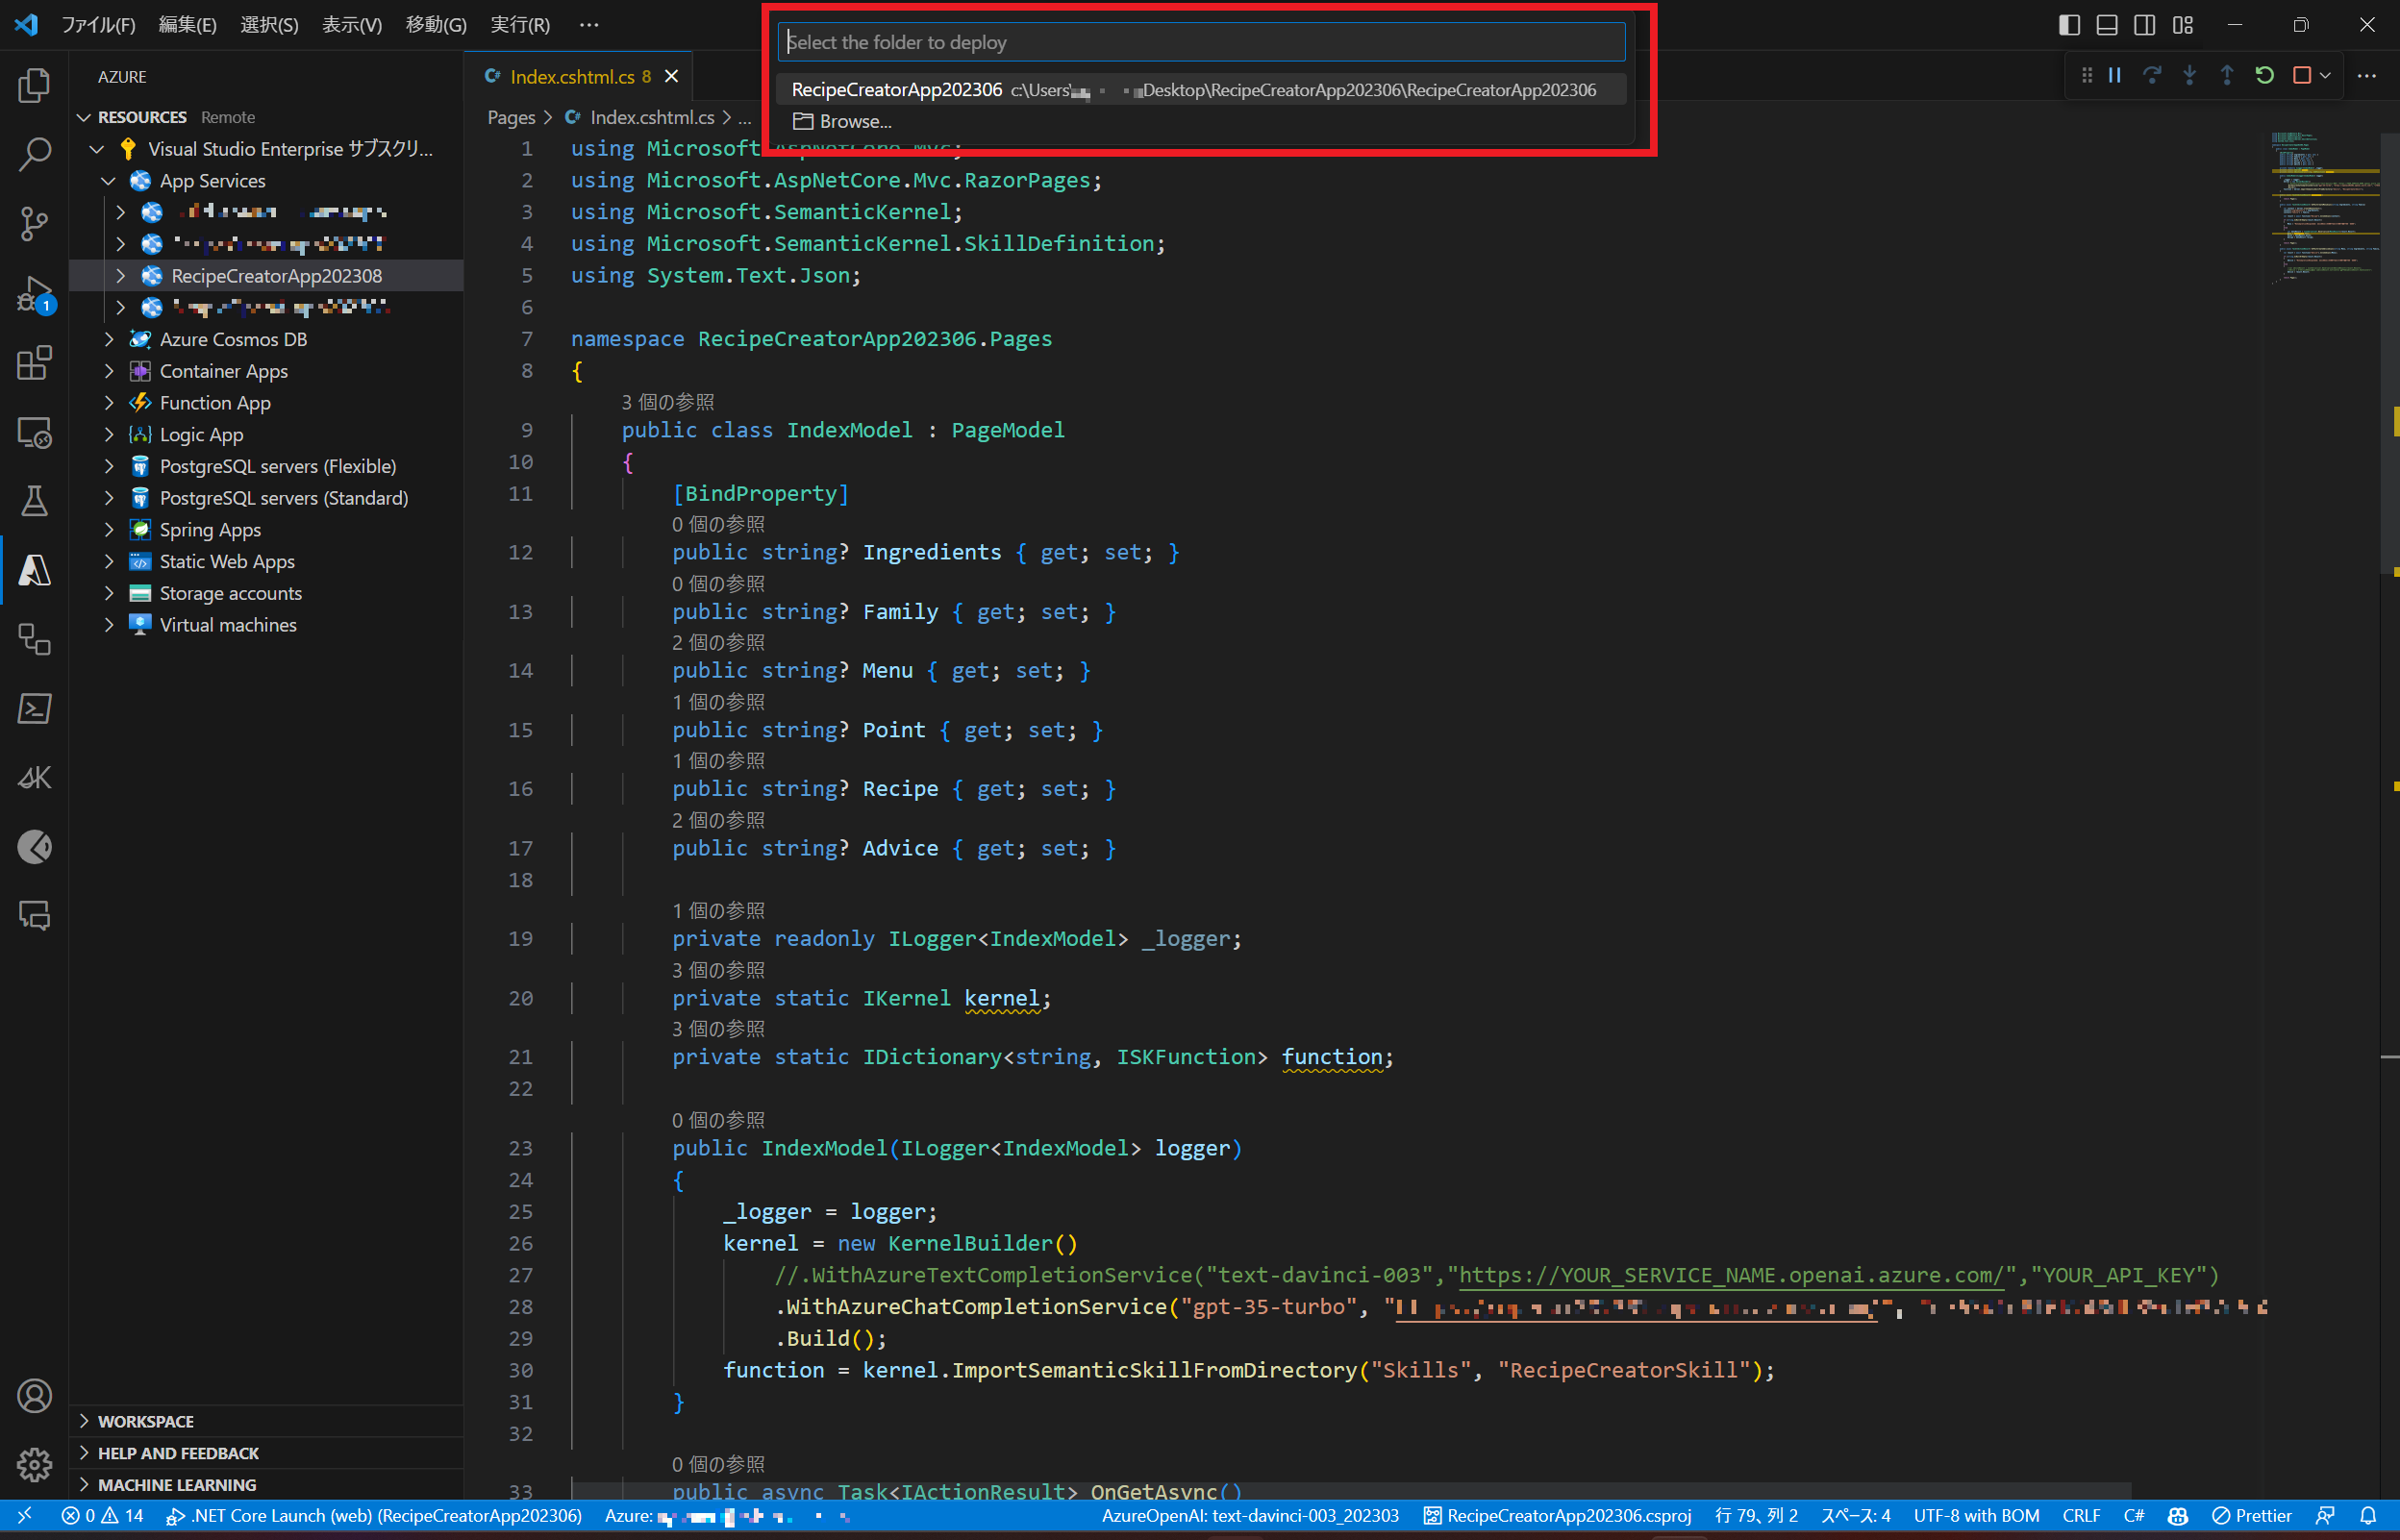 ファイル(F) 編集(E) 選択(S) 表示(V) 移動(G) 実行(R) ···
Select the folder to deploy
RecipeCreatorApp202306 c:\Users\ Desktop\RecipeCreatorApp202306\RecipeCreatorApp202306
Browse...
AZURE
RESOURCES Remote
Visual Studio Enterprise サブスクリ...
App Services
RecipeCreatorApp202308
Azure Cosmos DB
Container Apps
Function App
Logic App
PostgreSQL servers (Flexible)
PostgreSQL servers (Standard)
Spring Apps
Static Web Apps
Storage accounts
Virtual machines
WORKSPACE
HELP AND FEEDBACK
MACHINE LEARNING
1
Index.cshtml.cs 8
Pages > Index.cshtml.cs > ...
1 using Microsoft.AspNetCore.Mvc;
2 using Microsoft.AspNetCore.Mvc.RazorPages;
3 using Microsoft.SemanticKernel;
4 using Microsoft.SemanticKernel.SkillDefinition;
5 using System.Text.Json;
6
7 namespace RecipeCreatorApp202306.Pages
8 {
3 個の参照
9 public class IndexModel : PageModel
10 {
11 [BindProperty]
0 個の参照
12 public string? Ingredients { get; set; }
0 個の参照
13 public string? Family { get; set; }
2 個の参照
14 public string? Menu { get; set; }
1 個の参照
15 public string? Point { get; set; }
1 個の参照
16 public string? Recipe { get; set; }
2 個の参照
17 public string? Advice { get; set; }
18
1 個の参照
19 private readonly ILogger<IndexModel> _logger;
3 個の参照
20 private static IKernel kernel;
3 個の参照
21 private static IDictionary<string, ISKFunction> function;
22
0 個の参照
23 public IndexModel(ILogger<IndexModel> logger)
24 {
25 _logger = logger;
26 kernel = new KernelBuilder()
27 //.WithAzureTextCompletionService("text-davinci-003","https://YOUR_SERVICE_NAME.openai.azure.com/","YOUR_API_KEY")
28 .WithAzureChatCompletionService("gpt-35-turbo", "
29 .Build();
30 function = kernel.ImportSemanticSkillFromDirectory("Skills", "RecipeCreatorSkill");
31 }
32
0 個の参照
33 public async Task<IActionResult> OnGetAsync()
0 14 .NET Core Launch (web) (RecipeCreatorApp202306) Azure: AzureOpenAI: text-davinci-003_202303 RecipeCreatorApp202306.csproj 行 79、列 2 スペース: 4 UTF-8 with BOM CRLF C# Prettier